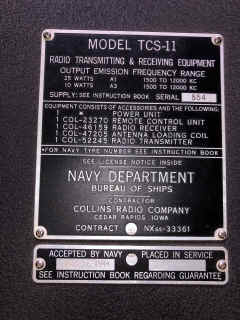 MODEL TCS-11
RADIO TRANSMITTING & RECEIVING EQUIPMENT
OUTPUT EMISSION FREQUENCY RANGE
25 WATTS A1 1500 TO 12000 KC
10 WATTS A3 1500 TO 12000 KC
SUPPLY: SEE INSTRUCTION BOOK SERIAL 554
EQUIPMENT CONSISTS OF ACCESSORIES AND THE FOLLOWING:
1 * POWER UNIT
1 COL-23270 REMOTE CONTROL UNIT
1 COL-46159 RADIO RECEIVER
1 COL-47205 ANTENNA LOADING COIL
1 COL-52245 RADIO TRANSMITTER
*FOR NAVY TYPE NUMBER SEE INSTRUCTION BOOK
SEE LICENSE NOTICE INSIDE
NAVY DEPARTMENT
BUREAU OF SHIPS
CONTRACTOR
COLLINS RADIO COMPANY
CEDAR RAPIDS IOWA
CONTRACT NXss-33361
ACCEPTED BY NAVY PLACED IN SERVICE
SEE INSTRUCTION BOOK REGARDING GUARANTEE